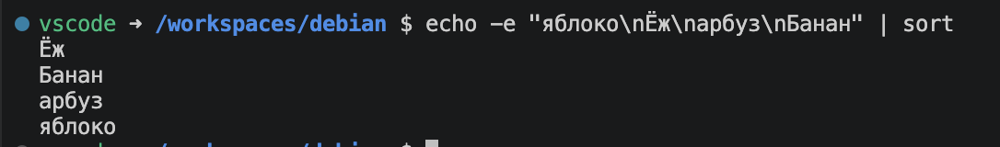 vscode ➜ /workspaces/debian $ echo -e "яблоко\nЁж\nарбуз\nБанан" | sort
Ёж
Банан
арбуз
яблоко